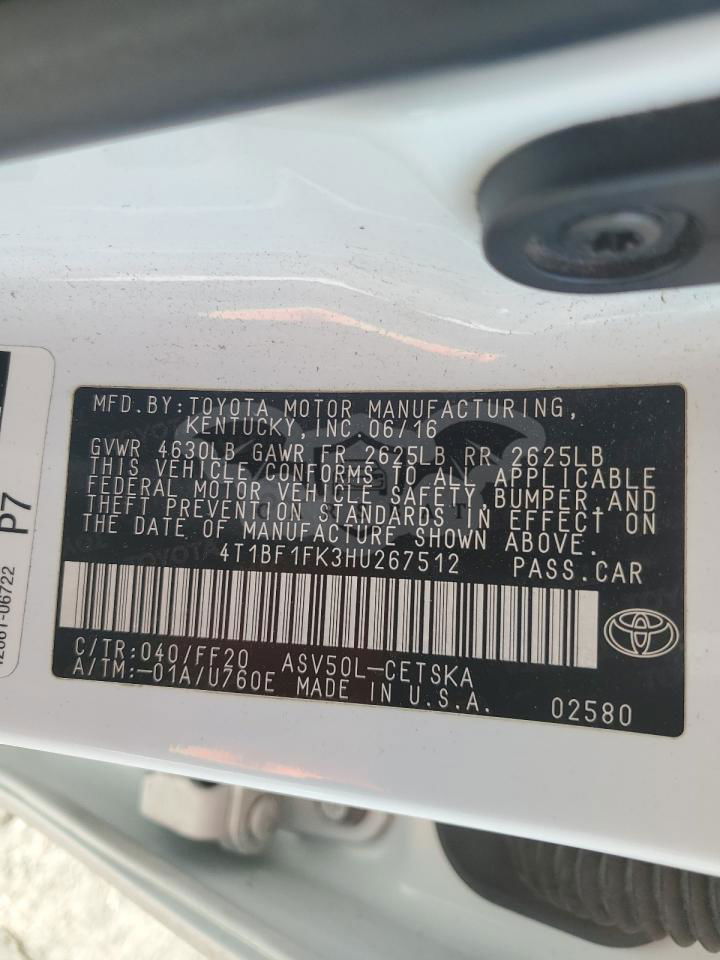 MFD.BY:TOYOTA MOTOR MANUFACTURING,
KENTUCKY,INC 06/16
GVWR 4630LB GAWR FR 2625LB RR 2625LB
THIS VEHICLE CONFORMS TO ALL APPLICABLE
FEDERAL MOTOR VEHICLE SAFETY,BUMPER,AND
THEFT PREVENTION STANDARDS IN EFFECT ON
THE DATE OF MANUFACTURE SHOWN ABOVE.
4T1BF1FK3HU267512 PASS.CAR
C/TR:040/FF20 ASV50L-CETSKA
A/TM:-01A/U760E MADE IN U.S.A. 02580
P7